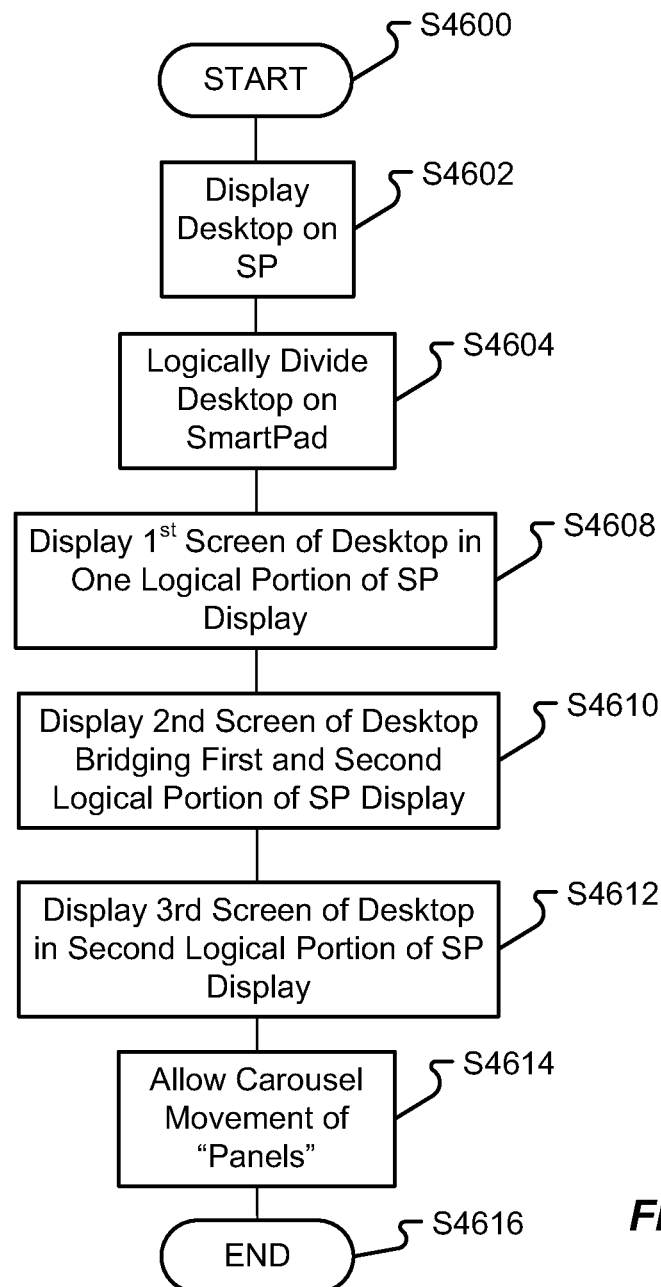 S4600
START
S4602
Display
Desktop on
SP
S4604
Logically Divide
Desktop on
SmartPad
S4608
Display 1st Screen of Desktop in
One Logical Portion of SP
Display
S4610
Display 2nd Screen of Desktop
Bridging First and Second
Logical Portion of SP Display
S4612
Display 3rd Screen of Desktop
in Second Logical Portion of SP
Display
S4614
Allow Carousel
Movement of
“Panels”
S4616
END